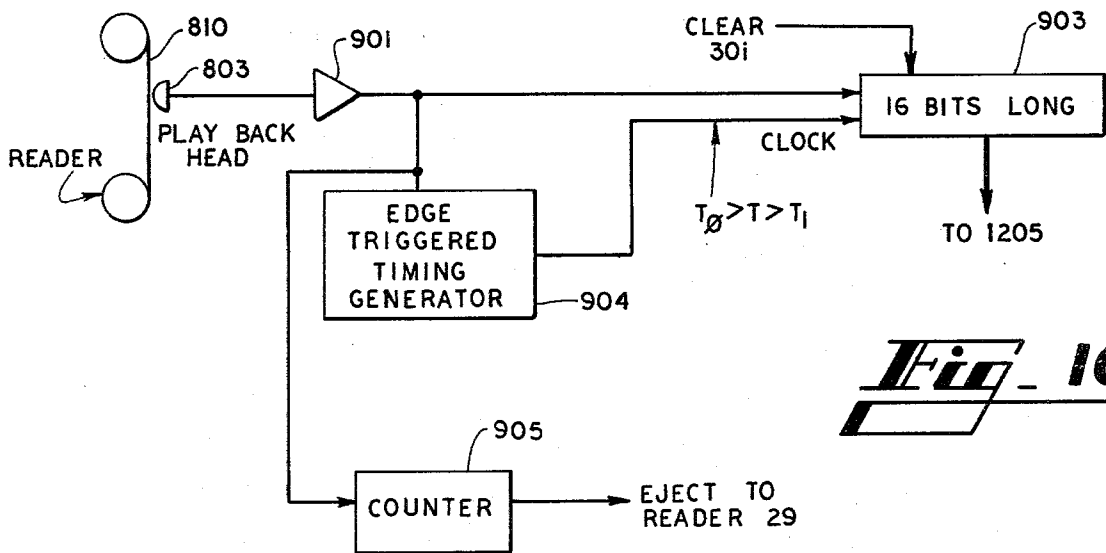 810
803
901
CLEAR
30i
903
16 BITS LONG
PLAY BACK
HEAD
READER
CLOCK
EDGE
TRIGGERED
TIMING
GENERATOR
904
TØ>T>T1
TO 1205
Fig_
905
COUNTER
EJECT TO
READER 29